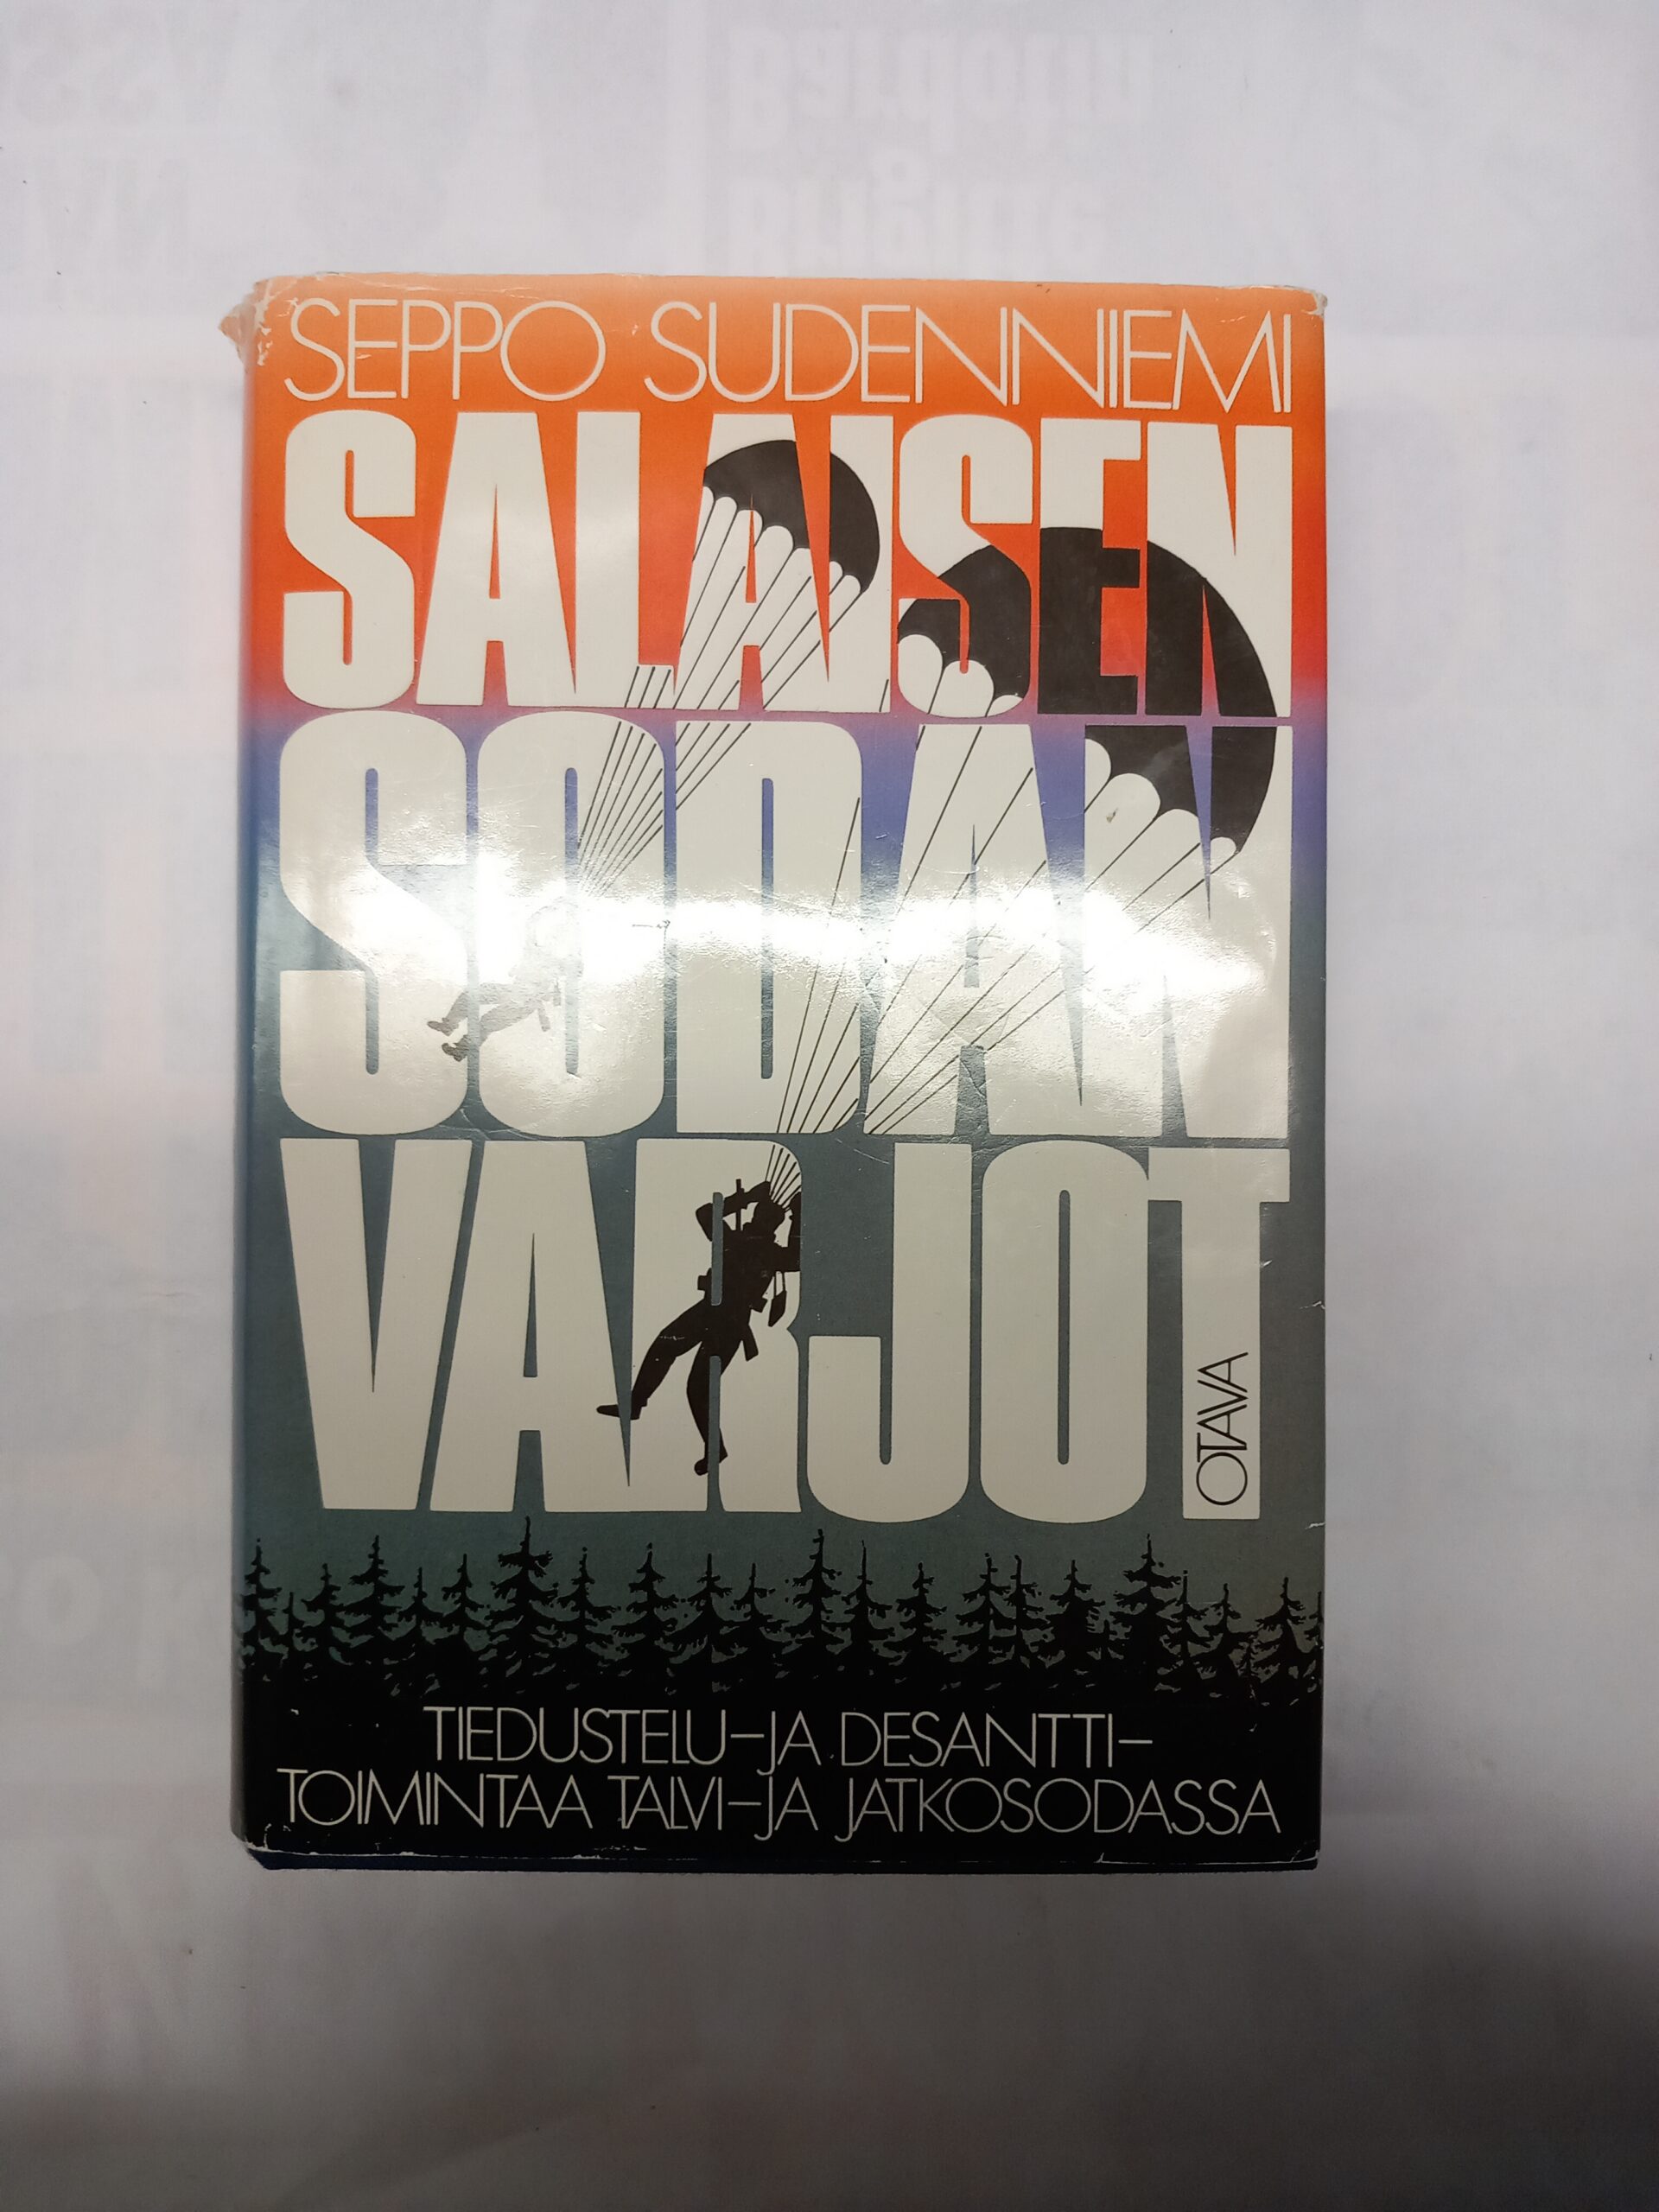 SEPPO SUDENNIEMI
SALAISEN
SODAN
VARJOT
OTAVA
TIEDUSTELU-JA DESANTTI-
TOIMINTAA TALVI-JA JATKOSODASSA